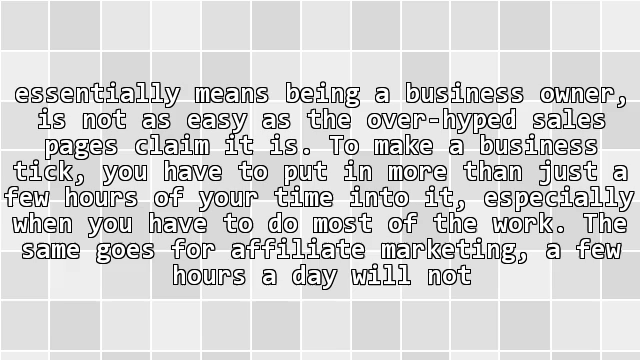 essentially means being a business owner,
is not as easy as the over-hyped sales
pages claim it is. To make a business
tick, you have to put in more than just a
few hours of your time into it, especially
when you have to do most of the work. The
same goes for affiliate marketing, a few
hours a day will not